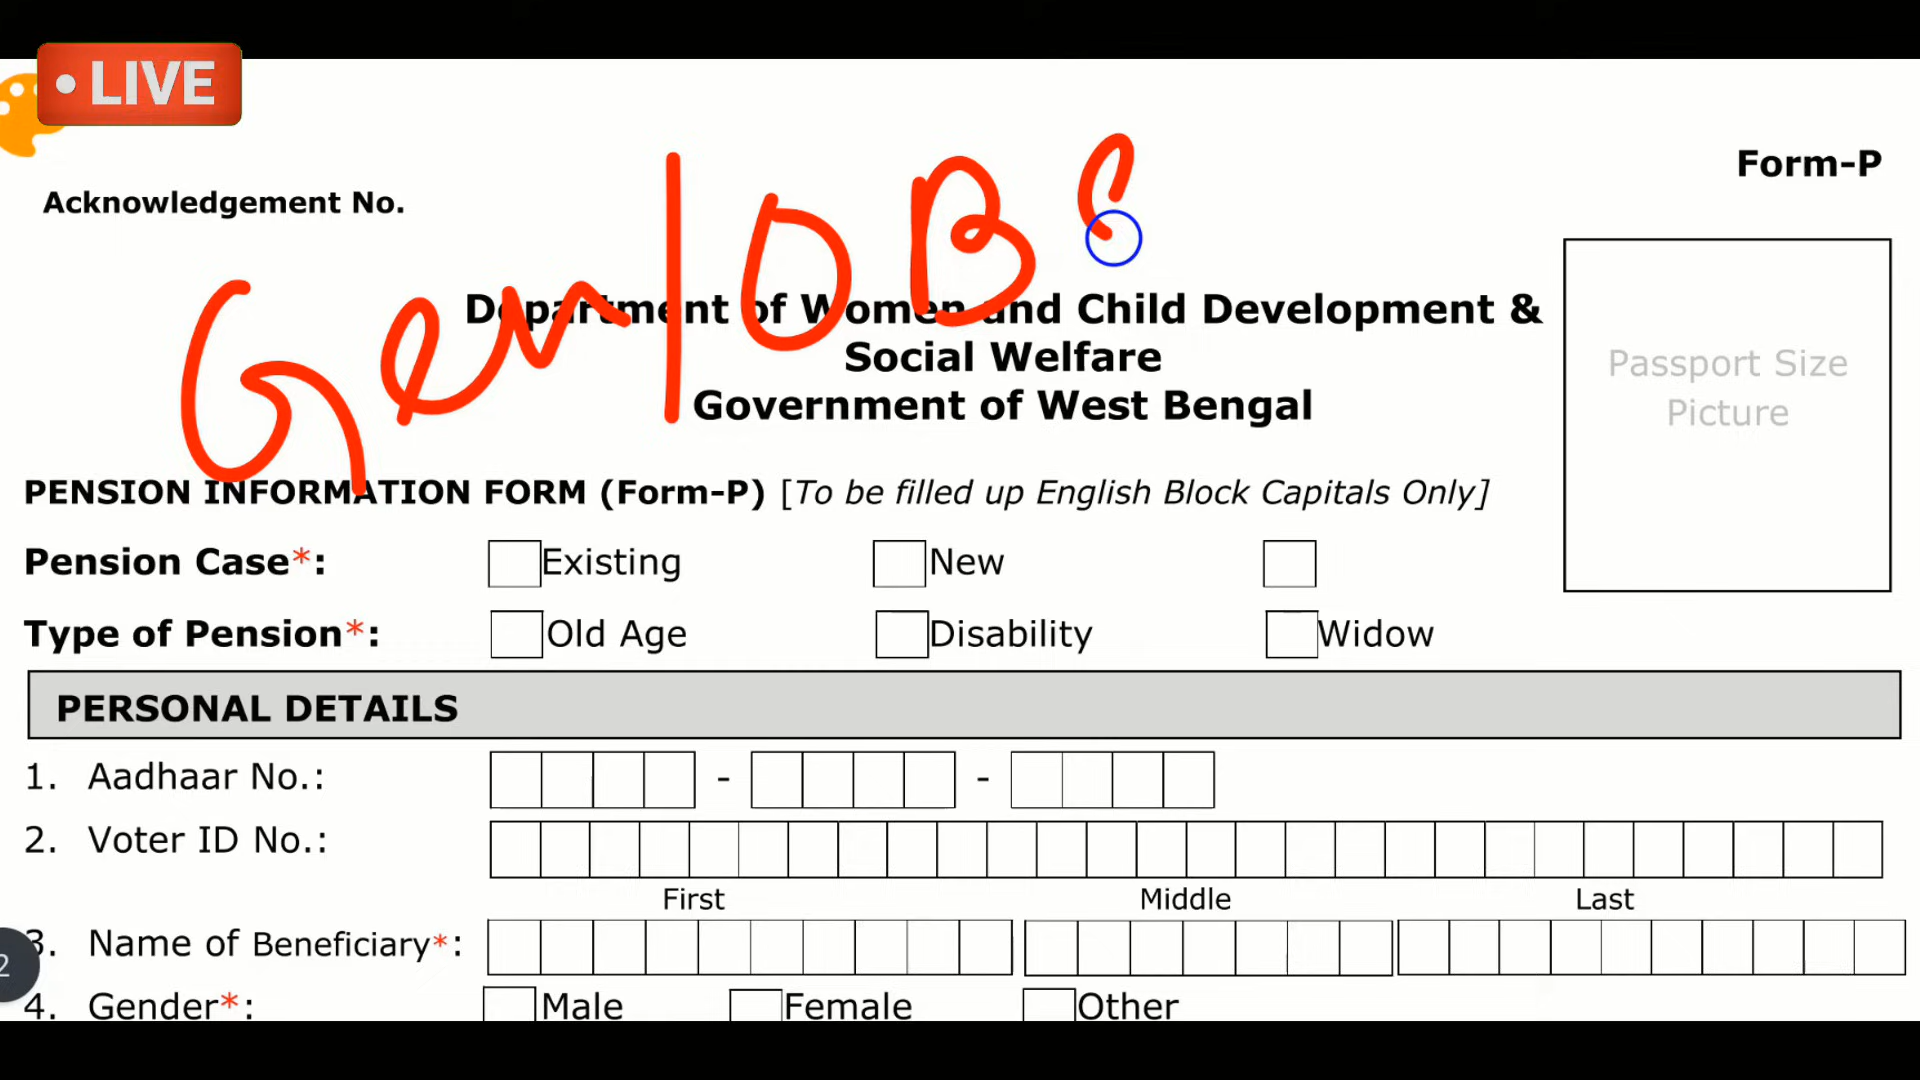 LIVE
Form-P
Acknowledgement No.
Gen/OB
Department of Women and Child Development &
Social Welfare
Government of West Bengal
Passport Size
Picture
PENSION INFORMATION FORM (Form-P) [To be filled up English Block Capitals Only]
Pension Case*: Existing New
Type of Pension*: Old Age Disability Widow
PERSONAL DETAILS
1. Aadhaar No.: - -
2. Voter ID No.:
First Middle Last
3. Name of Beneficiary*:
2
4. Gender*: Male Female Other